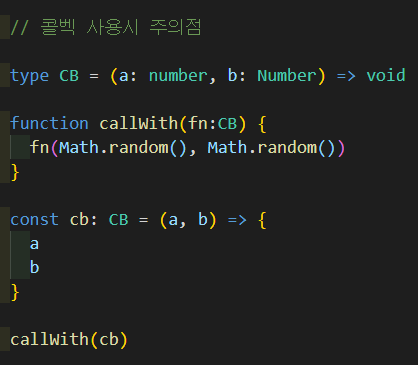 // 콜벡 사용시 주의점
type CB = (a: number, b: Number) => void
function callWith(fn:CB) {
fn(Math.random(), Math.random())
}
const cb: CB = (a, b) => {
a
b
}
callWith(cb)